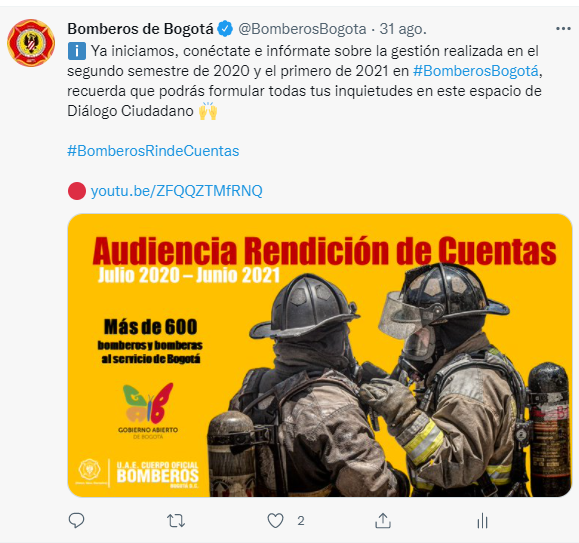 Bomberos de Bogotá @BomberosBogota · 31 ago.
Ya iniciamos, conéctate e infórmate sobre la gestión realizada en el
segundo semestre de 2020 y el primero de 2021 en #BomberosBogotá,
recuerda que podrás formular todas tus inquietudes en este espacio de
Diálogo Ciudadano 🙌
#BomberosRindeCuentas
🔴 youtu.be/ZFQQZTMfRNQ
Audiencia Rendición de Cuentas
Julio 2020 – Junio 2021
Más de 600
bomberos y bomberas
al servicio de Bogotá
GOBIERNO ABIERTO
DE BOGOTÁ
U.A.E. CUERPO OFICIAL
BOMBEROS
BOGOTÁ D.C.
2